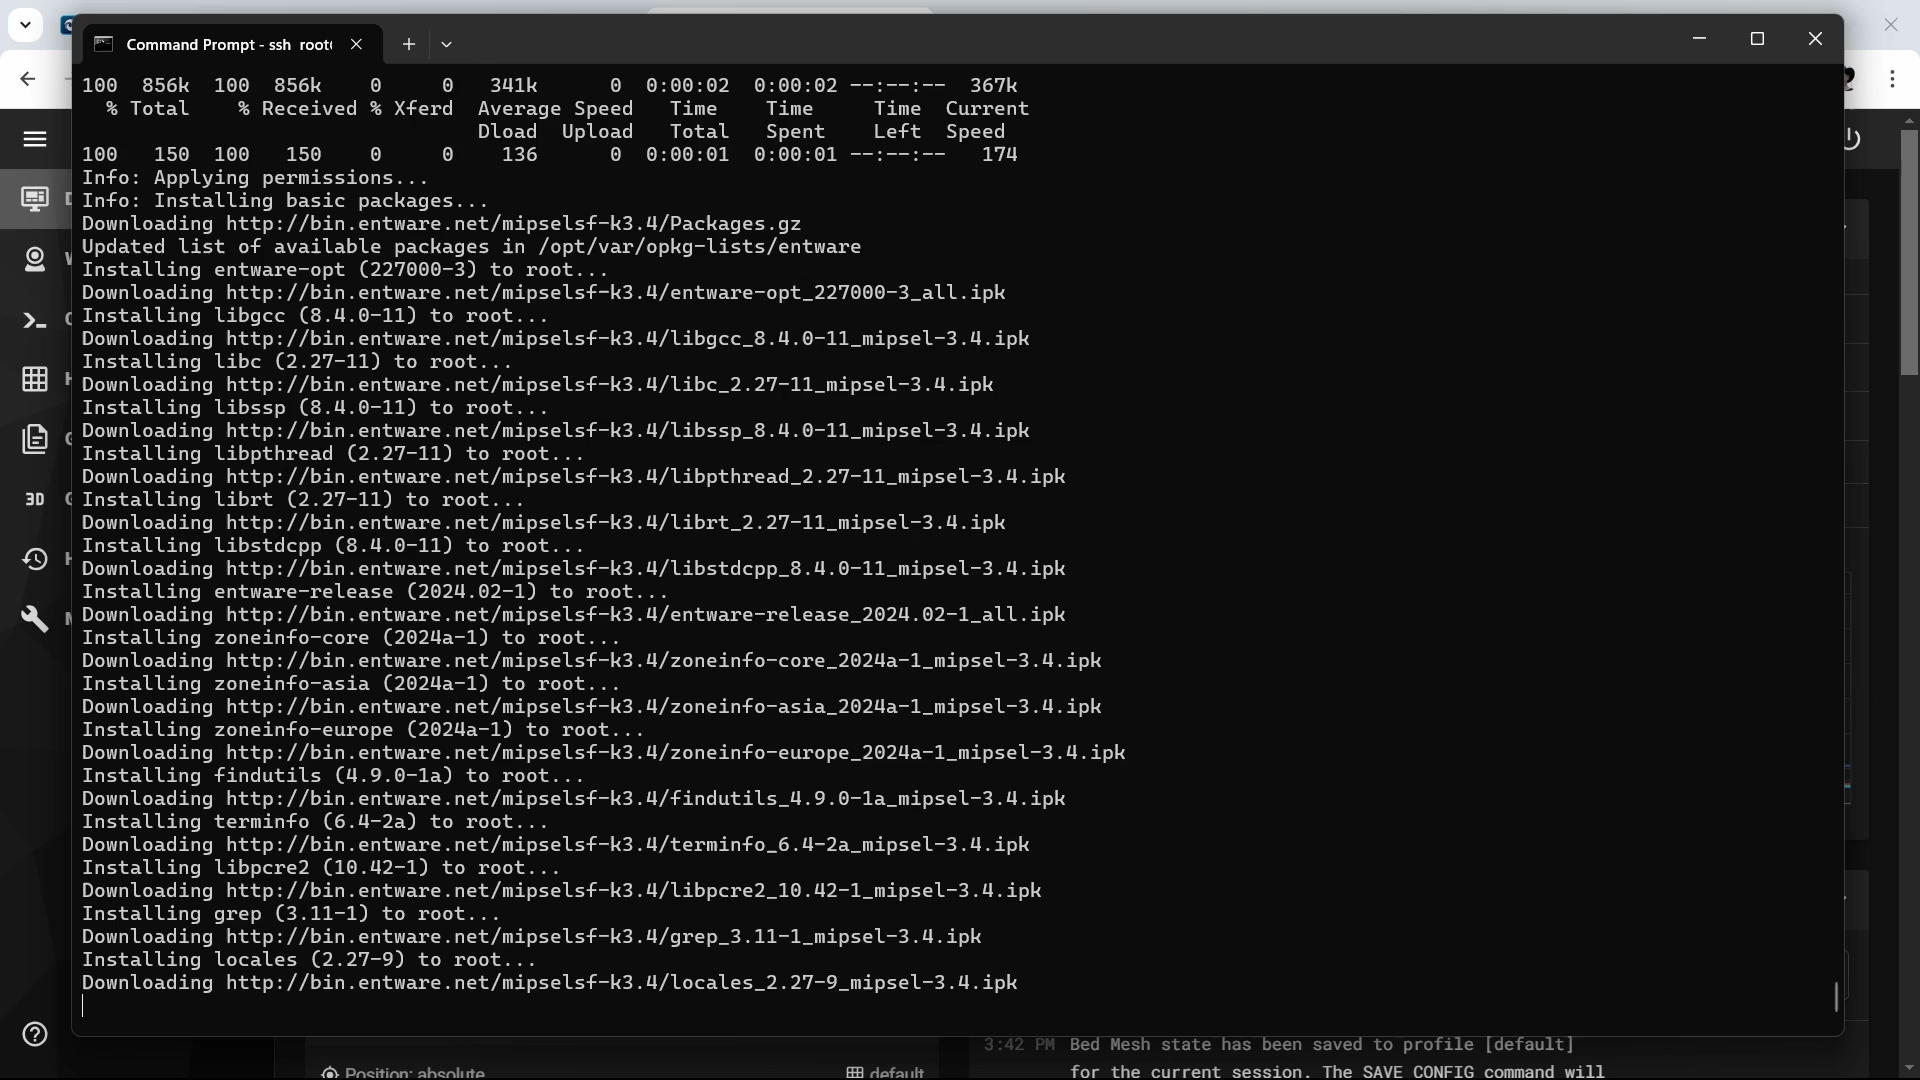 Command Prompt - ssh root
100 856k 100 856k 0 0 341k 0 0:00:02 0:00:02 --:--:-- 367k
% Total % Received % Xferd Average Speed Time Time Time Current
Dload Upload Total Spent Left Speed
100 150 100 150 0 0 136 0 0:00:01 0:00:01 --:--:-- 174
Info: Applying permissions...
Info: Installing basic packages...
Downloading http://bin.entware.net/mipselsf-k3.4/Packages.gz
Updated list of available packages in /opt/var/opkg-lists/entware
Installing entware-opt (227000-3) to root...
Downloading http://bin.entware.net/mipselsf-k3.4/entware-opt_227000-3_all.ipk
Installing libgcc (8.4.0-11) to root...
Downloading http://bin.entware.net/mipselsf-k3.4/libgcc_8.4.0-11_mipsel-3.4.ipk
Installing libc (2.27-11) to root...
Downloading http://bin.entware.net/mipselsf-k3.4/libc_2.27-11_mipsel-3.4.ipk
Installing libssp (8.4.0-11) to root...
Downloading http://bin.entware.net/mipselsf-k3.4/libssp_8.4.0-11_mipsel-3.4.ipk
Installing libpthread (2.27-11) to root...
Downloading http://bin.entware.net/mipselsf-k3.4/libpthread_2.27-11_mipsel-3.4.ipk
Installing librt (2.27-11) to root...
Downloading http://bin.entware.net/mipselsf-k3.4/librt_2.27-11_mipsel-3.4.ipk
Installing libstdcpp (8.4.0-11) to root...
Downloading http://bin.entware.net/mipselsf-k3.4/libstdcpp_8.4.0-11_mipsel-3.4.ipk
Installing entware-release (2024.02-1) to root...
Downloading http://bin.entware.net/mipselsf-k3.4/entware-release_2024.02-1_all.ipk
Installing zoneinfo-core (2024a-1) to root...
Downloading http://bin.entware.net/mipselsf-k3.4/zoneinfo-core_2024a-1_mipsel-3.4.ipk
Installing zoneinfo-asia (2024a-1) to root...
Downloading http://bin.entware.net/mipselsf-k3.4/zoneinfo-asia_2024a-1_mipsel-3.4.ipk
Installing zoneinfo-europe (2024a-1) to root...
Downloading http://bin.entware.net/mipselsf-k3.4/zoneinfo-europe_2024a-1_mipsel-3.4.ipk
Installing findutils (4.9.0-1a) to root...
Downloading http://bin.entware.net/mipselsf-k3.4/findutils_4.9.0-1a_mipsel-3.4.ipk
Installing terminfo (6.4-2a) to root...
Downloading http://bin.entware.net/mipselsf-k3.4/terminfo_6.4-2a_mipsel-3.4.ipk
Installing libpcre2 (10.42-1) to root...
Downloading http://bin.entware.net/mipselsf-k3.4/libpcre2_10.42-1_mipsel-3.4.ipk
Installing grep (3.11-1) to root...
Downloading http://bin.entware.net/mipselsf-k3.4/grep_3.11-1_mipsel-3.4.ipk
Installing locales (2.27-9) to root...
Downloading http://bin.entware.net/mipselsf-k3.4/locales_2.27-9_mipsel-3.4.ipk
3D
3:42 PM Bed Mesh state has been saved to profile [default]
for the current session. The SAVE_CONFIG command will
Position: absolute
default